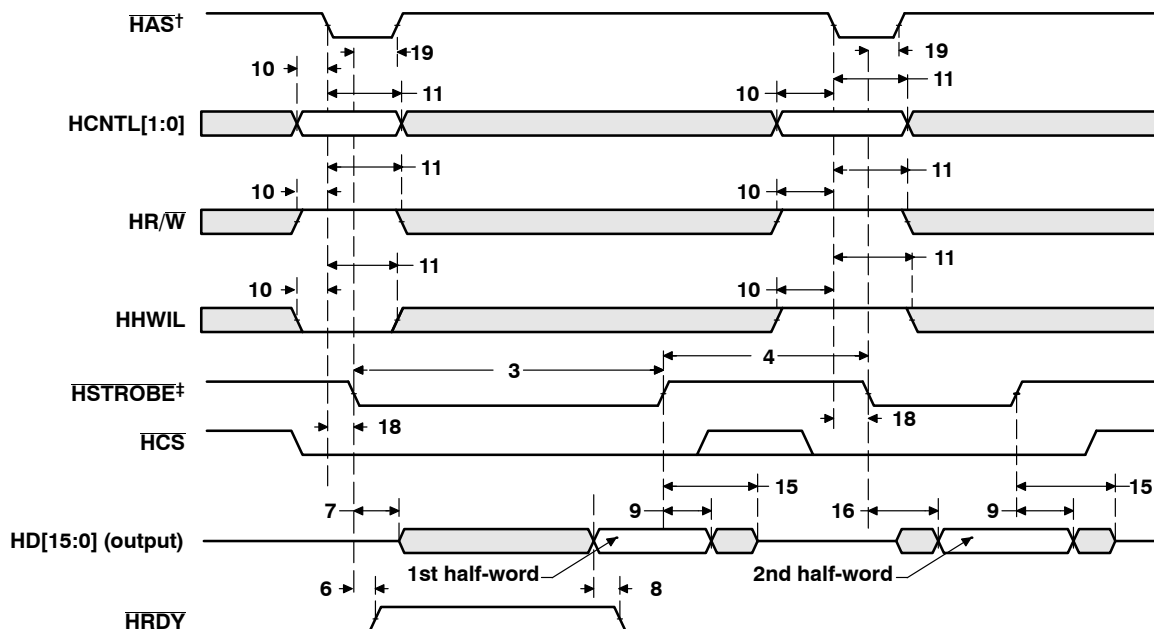 HAS†
19
19
10
11
11
10
HCNTL[1:0]
11
11
10
10
HR/W
11
11
10
10
HHWIL
4
3
HSTROBE‡
18
18
HCS
15
15
7
9
16
9
HD[15:0] (output)
1st half-word
2nd half-word
6
8
HRDY